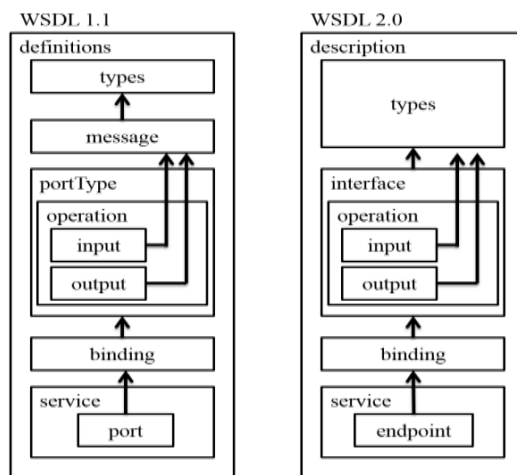 WSDL 1.1
definitions
types
message
portType
operation
input
output
binding
service
port
WSDL 2.0
description
types
interface
operation
input
output
binding
service
endpoint